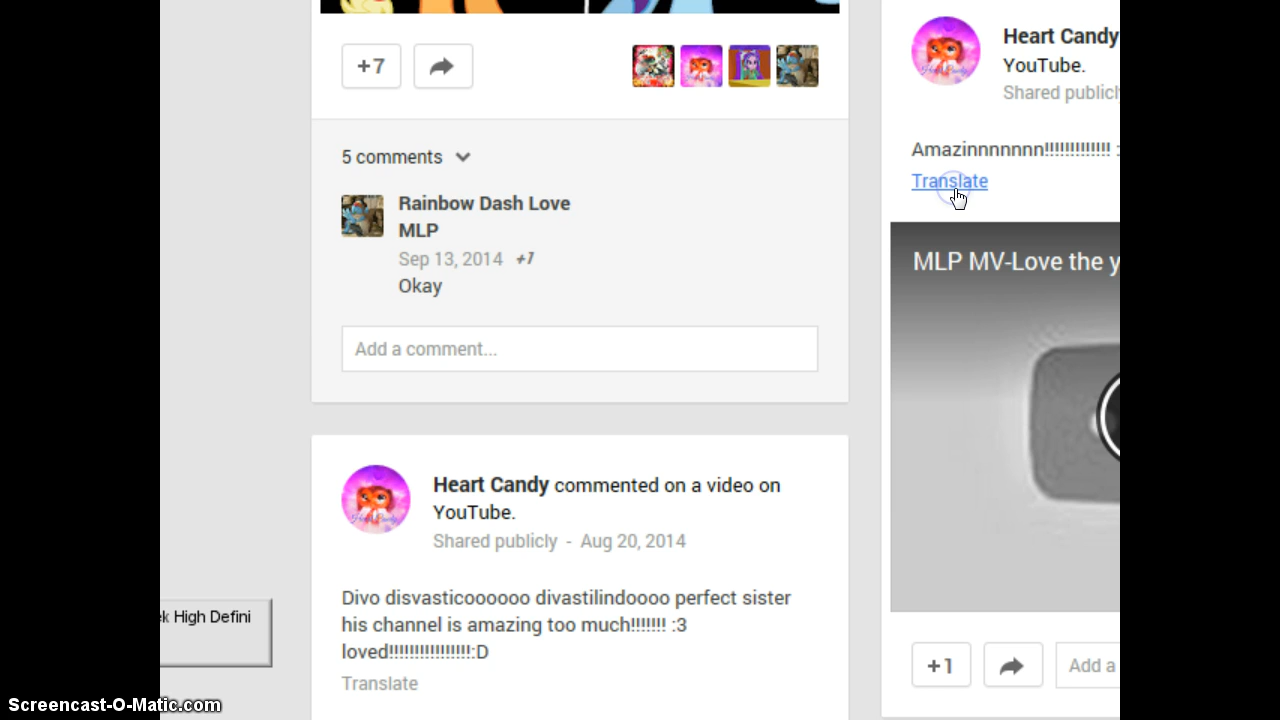 +7
5 comments
Rainbow Dash Love
MLP
Sep 13, 2014 +1
Okay
Add a comment...
Heart Candy commented on a video on
YouTube.
Shared publicly - Aug 20, 2014
Divo disvasticoooooo divastilindoooo perfect sister
his channel is amazing too much!!!!!!! :3
loved!!!!!!!!!!!!!!!!:D
Translate
Heart Candy
YouTube.
Shared publicl
Amazinnnnnnn!!!!!!!!!!!!! :
Translate
MLP MV-Love the y
+1
Add a
k High Defini
Screencast-O-Matic.com